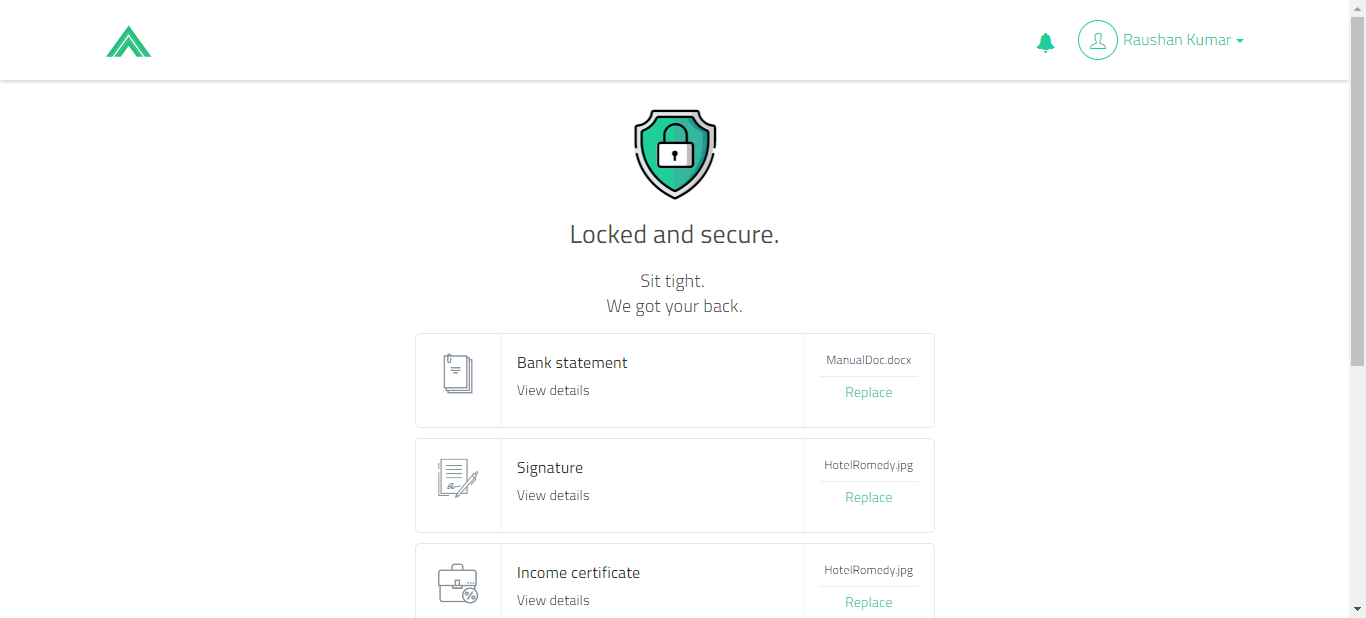 Raushan Kumar
Locked and secure.
Sit tight.
We got your back.
Bank statement
View details
ManualDoc.docx
Replace
Signature
View details
HotelRomedy.jpg
Replace
Income certificate
View details
HotelRomedy.jpg
Replace